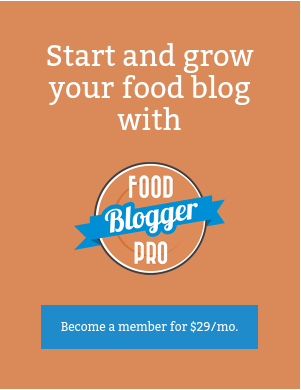 Start and grow
your food blog
with
FOOD
Blogger
PRO
Become a member for $29/mo.